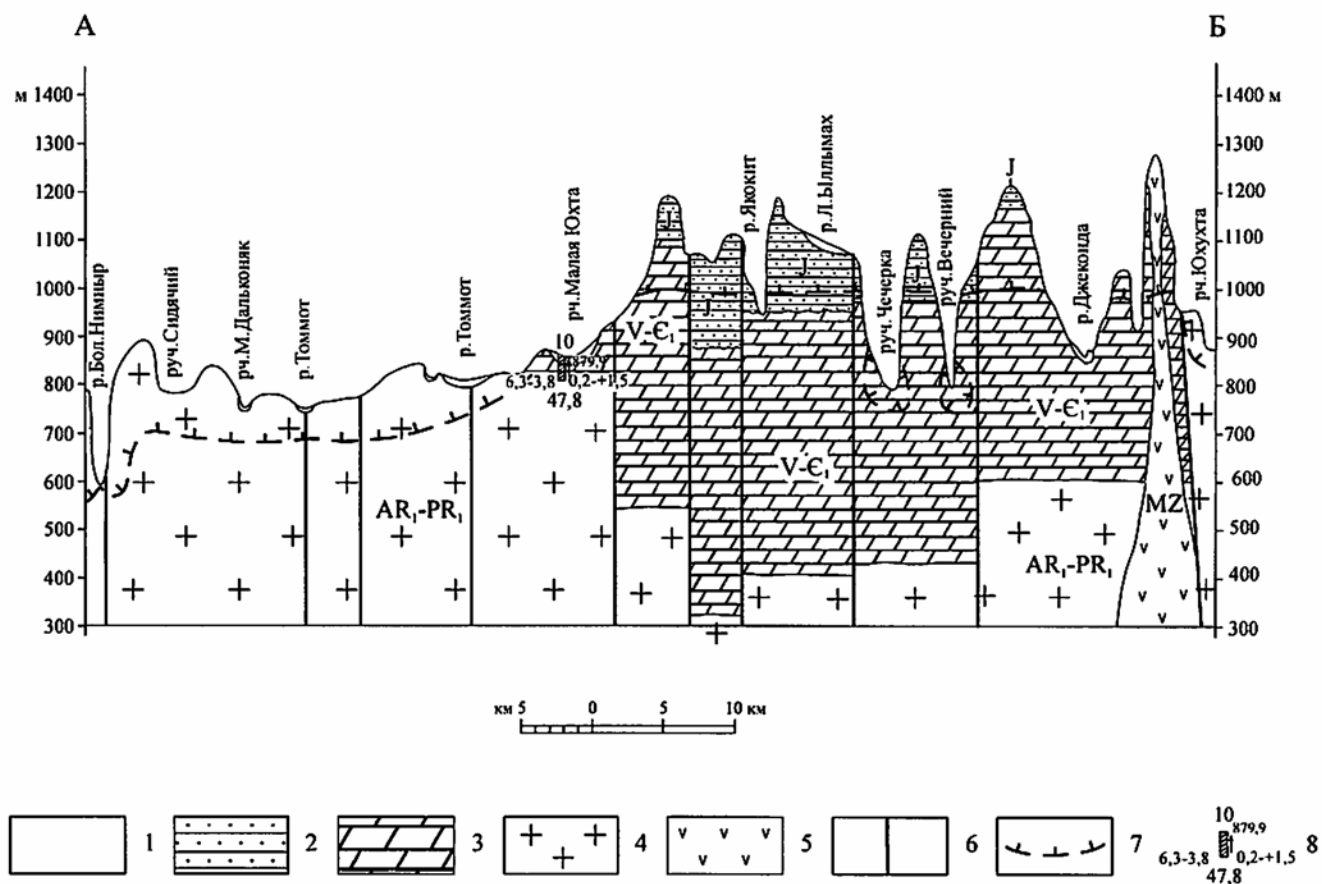 А
Б
м 1400
1300
1200
1100
1000
900
800
700
600
500
400
300
1400 м
1300
1200
1100
1000
900
800
700
600
500
400
300
р.Бол.Нимныр
руч.Сидячий
рч.М.Дальконяк
р.Томмот
р.Томмот
рч.Малая Юхта
р.Якокит
р.Л.Ыллымах
руч.Чечерка
руч.Вечерний
р.Джеконда
рч.Юхухта
10
879,9
6,3-3,8
0,2-+1,5
47,8
J
J
J
J
J
V-Є₁
V-Є₁
V-Є₁
AR₁-PR₁
AR₁-PR₁
MZ
км 5 0 5 10 км
1
2
3
4
5
6
7
10
879,9
6,3-3,8
0,2-+1,5
47,8
8